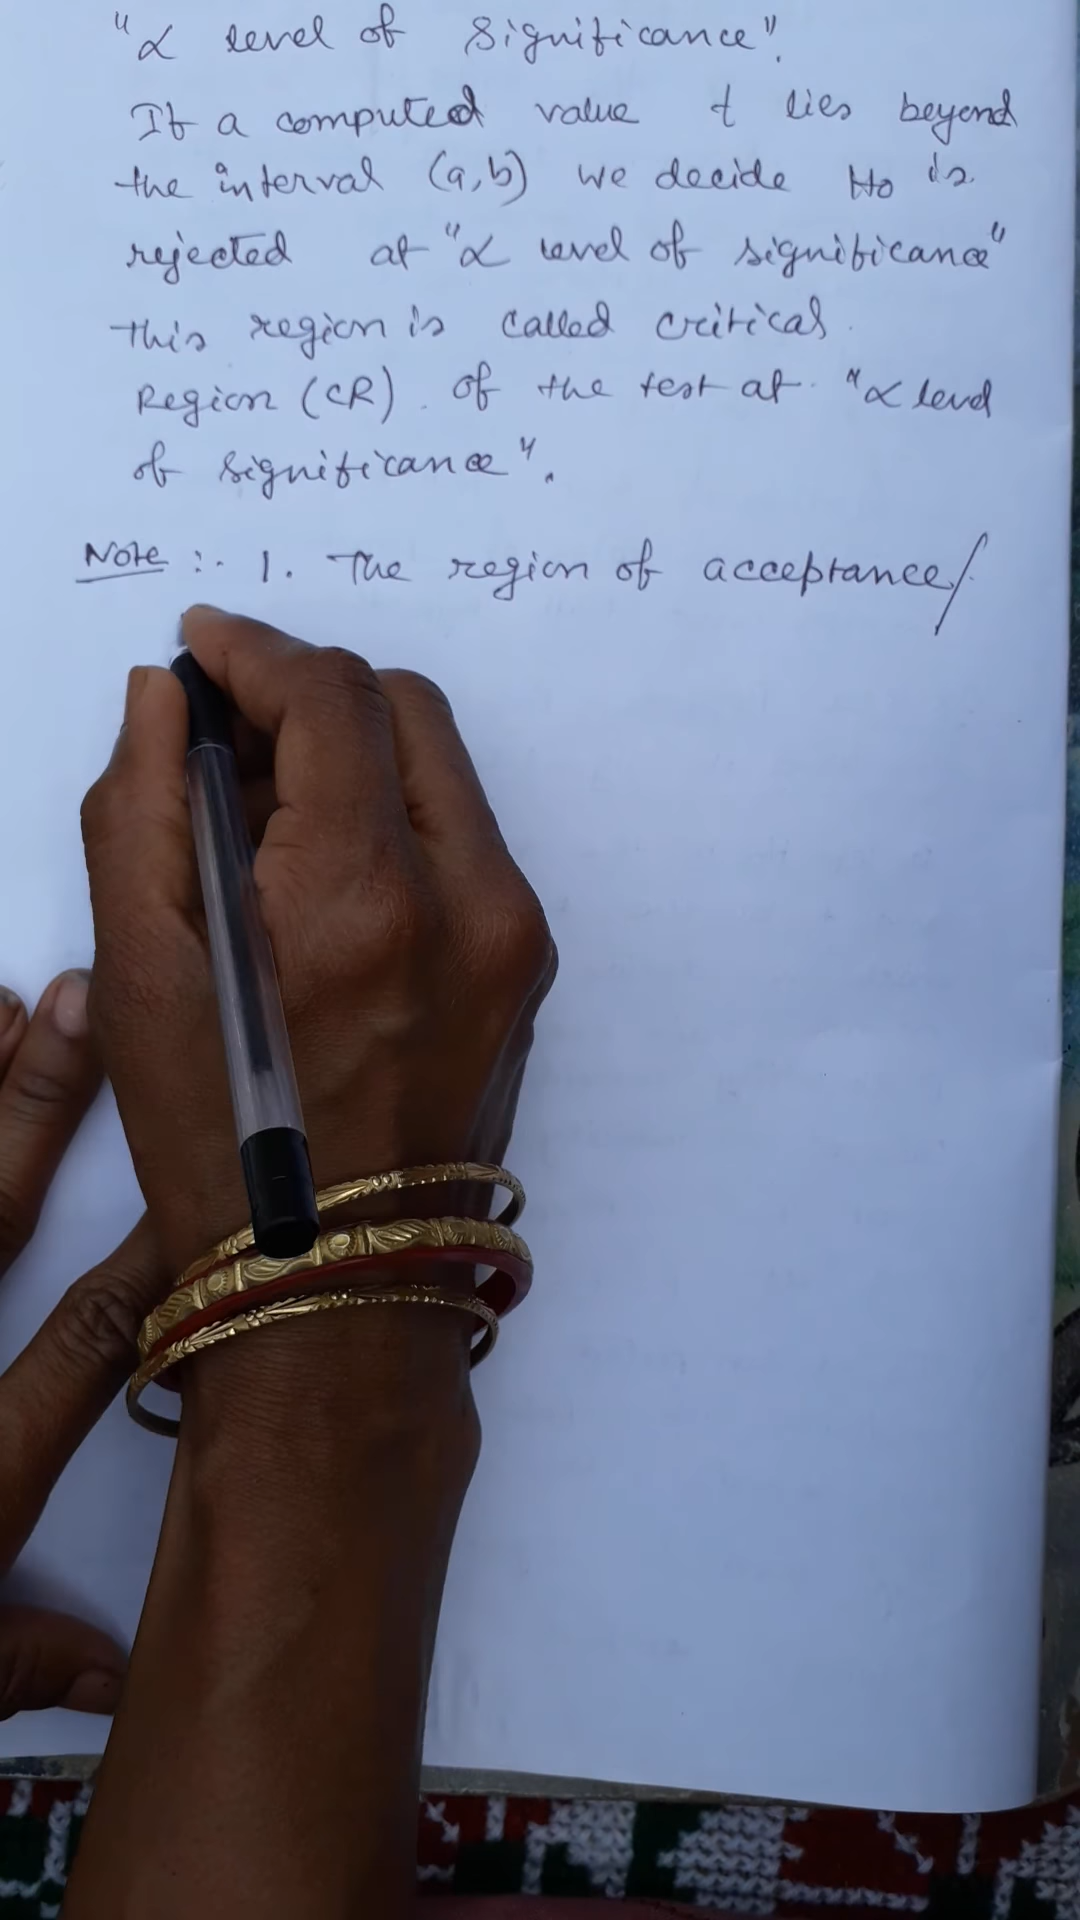 "α level of significance".
If a computed value t lies beyond
the interval (a,b) we decide Ho is
rejected at "α level of significance"
this region is called critical
Region (CR). of the test at "α level
of significance".
Note :- 1. The region of acceptance/